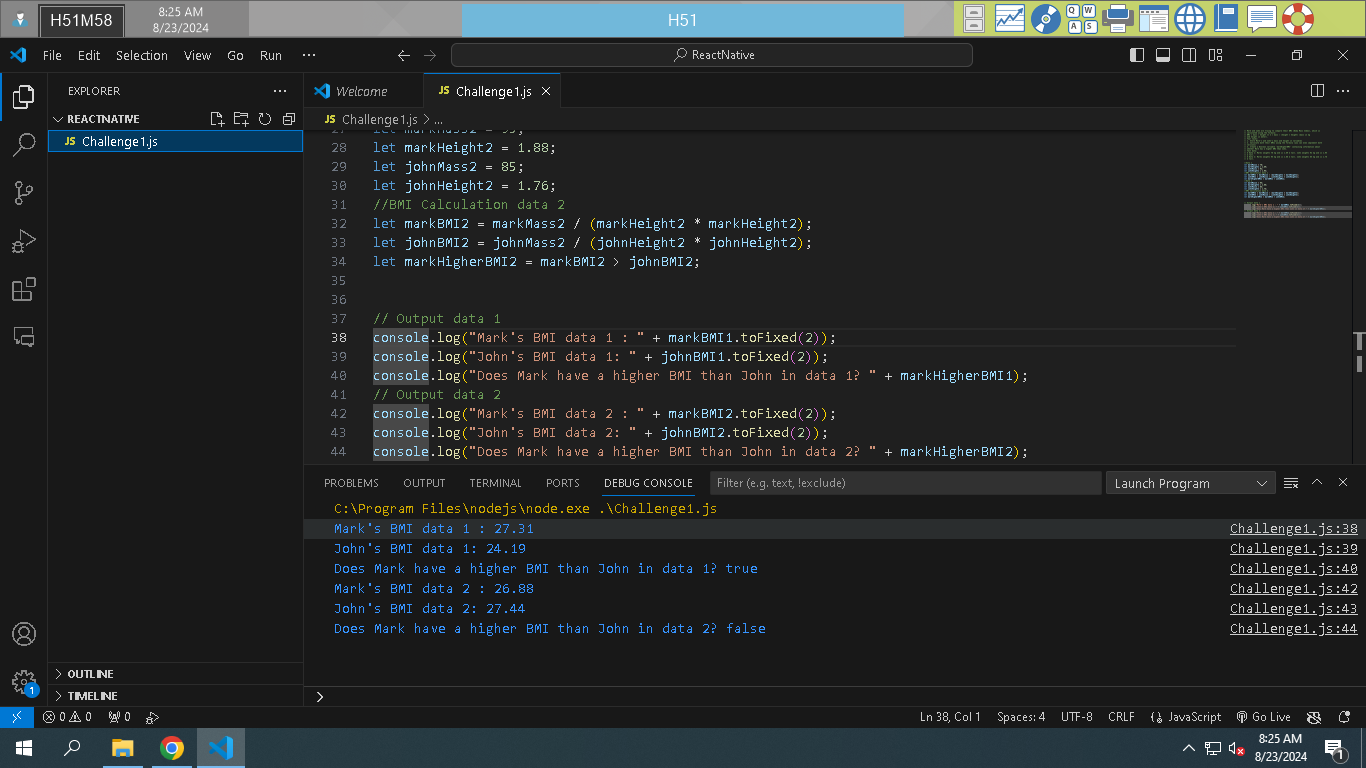 H51M58
8:25 AM
8/23/2024
H51
Q W
A S
File Edit Selection View Go Run ···
ReactNative
EXPLORER ···
REACTNATIVE
JS Challenge1.js
Welcome
JS Challenge1.js
JS Challenge1.js > ...
28 let markHeight2 = 1.88;
29 let johnMass2 = 85;
30 let johnHeight2 = 1.76;
31 //BMI Calculation data 2
32 let markBMI2 = markMass2 / (markHeight2 * markHeight2);
33 let johnBMI2 = johnMass2 / (johnHeight2 * johnHeight2);
34 let markHigherBMI2 = markBMI2 > johnBMI2;
35
36
37 // Output data 1
38 console.log("Mark's BMI data 1 : " + markBMI1.toFixed(2));
39 console.log("John's BMI data 1: " + johnBMI1.toFixed(2));
40 console.log("Does Mark have a higher BMI than John in data 1? " + markHigherBMI1);
41 // Output data 2
42 console.log("Mark's BMI data 2 : " + markBMI2.toFixed(2));
43 console.log("John's BMI data 2: " + johnBMI2.toFixed(2));
44 console.log("Does Mark have a higher BMI than John in data 2? " + markHigherBMI2);
PROBLEMS OUTPUT TERMINAL PORTS DEBUG CONSOLE
Filter (e.g. text, !exclude)
Launch Program
C:\Program Files\nodejs\node.exe .\Challenge1.js
Mark's BMI data 1 : 27.31 Challenge1.js:38
John's BMI data 1: 24.19 Challenge1.js:39
Does Mark have a higher BMI than John in data 1? true Challenge1.js:40
Mark's BMI data 2 : 26.88 Challenge1.js:42
John's BMI data 2: 27.44 Challenge1.js:43
Does Mark have a higher BMI than John in data 2? false Challenge1.js:44
OUTLINE
TIMELINE
1
0 0 0
Ln 38, Col 1 Spaces: 4 UTF-8 CRLF JavaScript Go Live
8:25 AM
8/23/2024
1